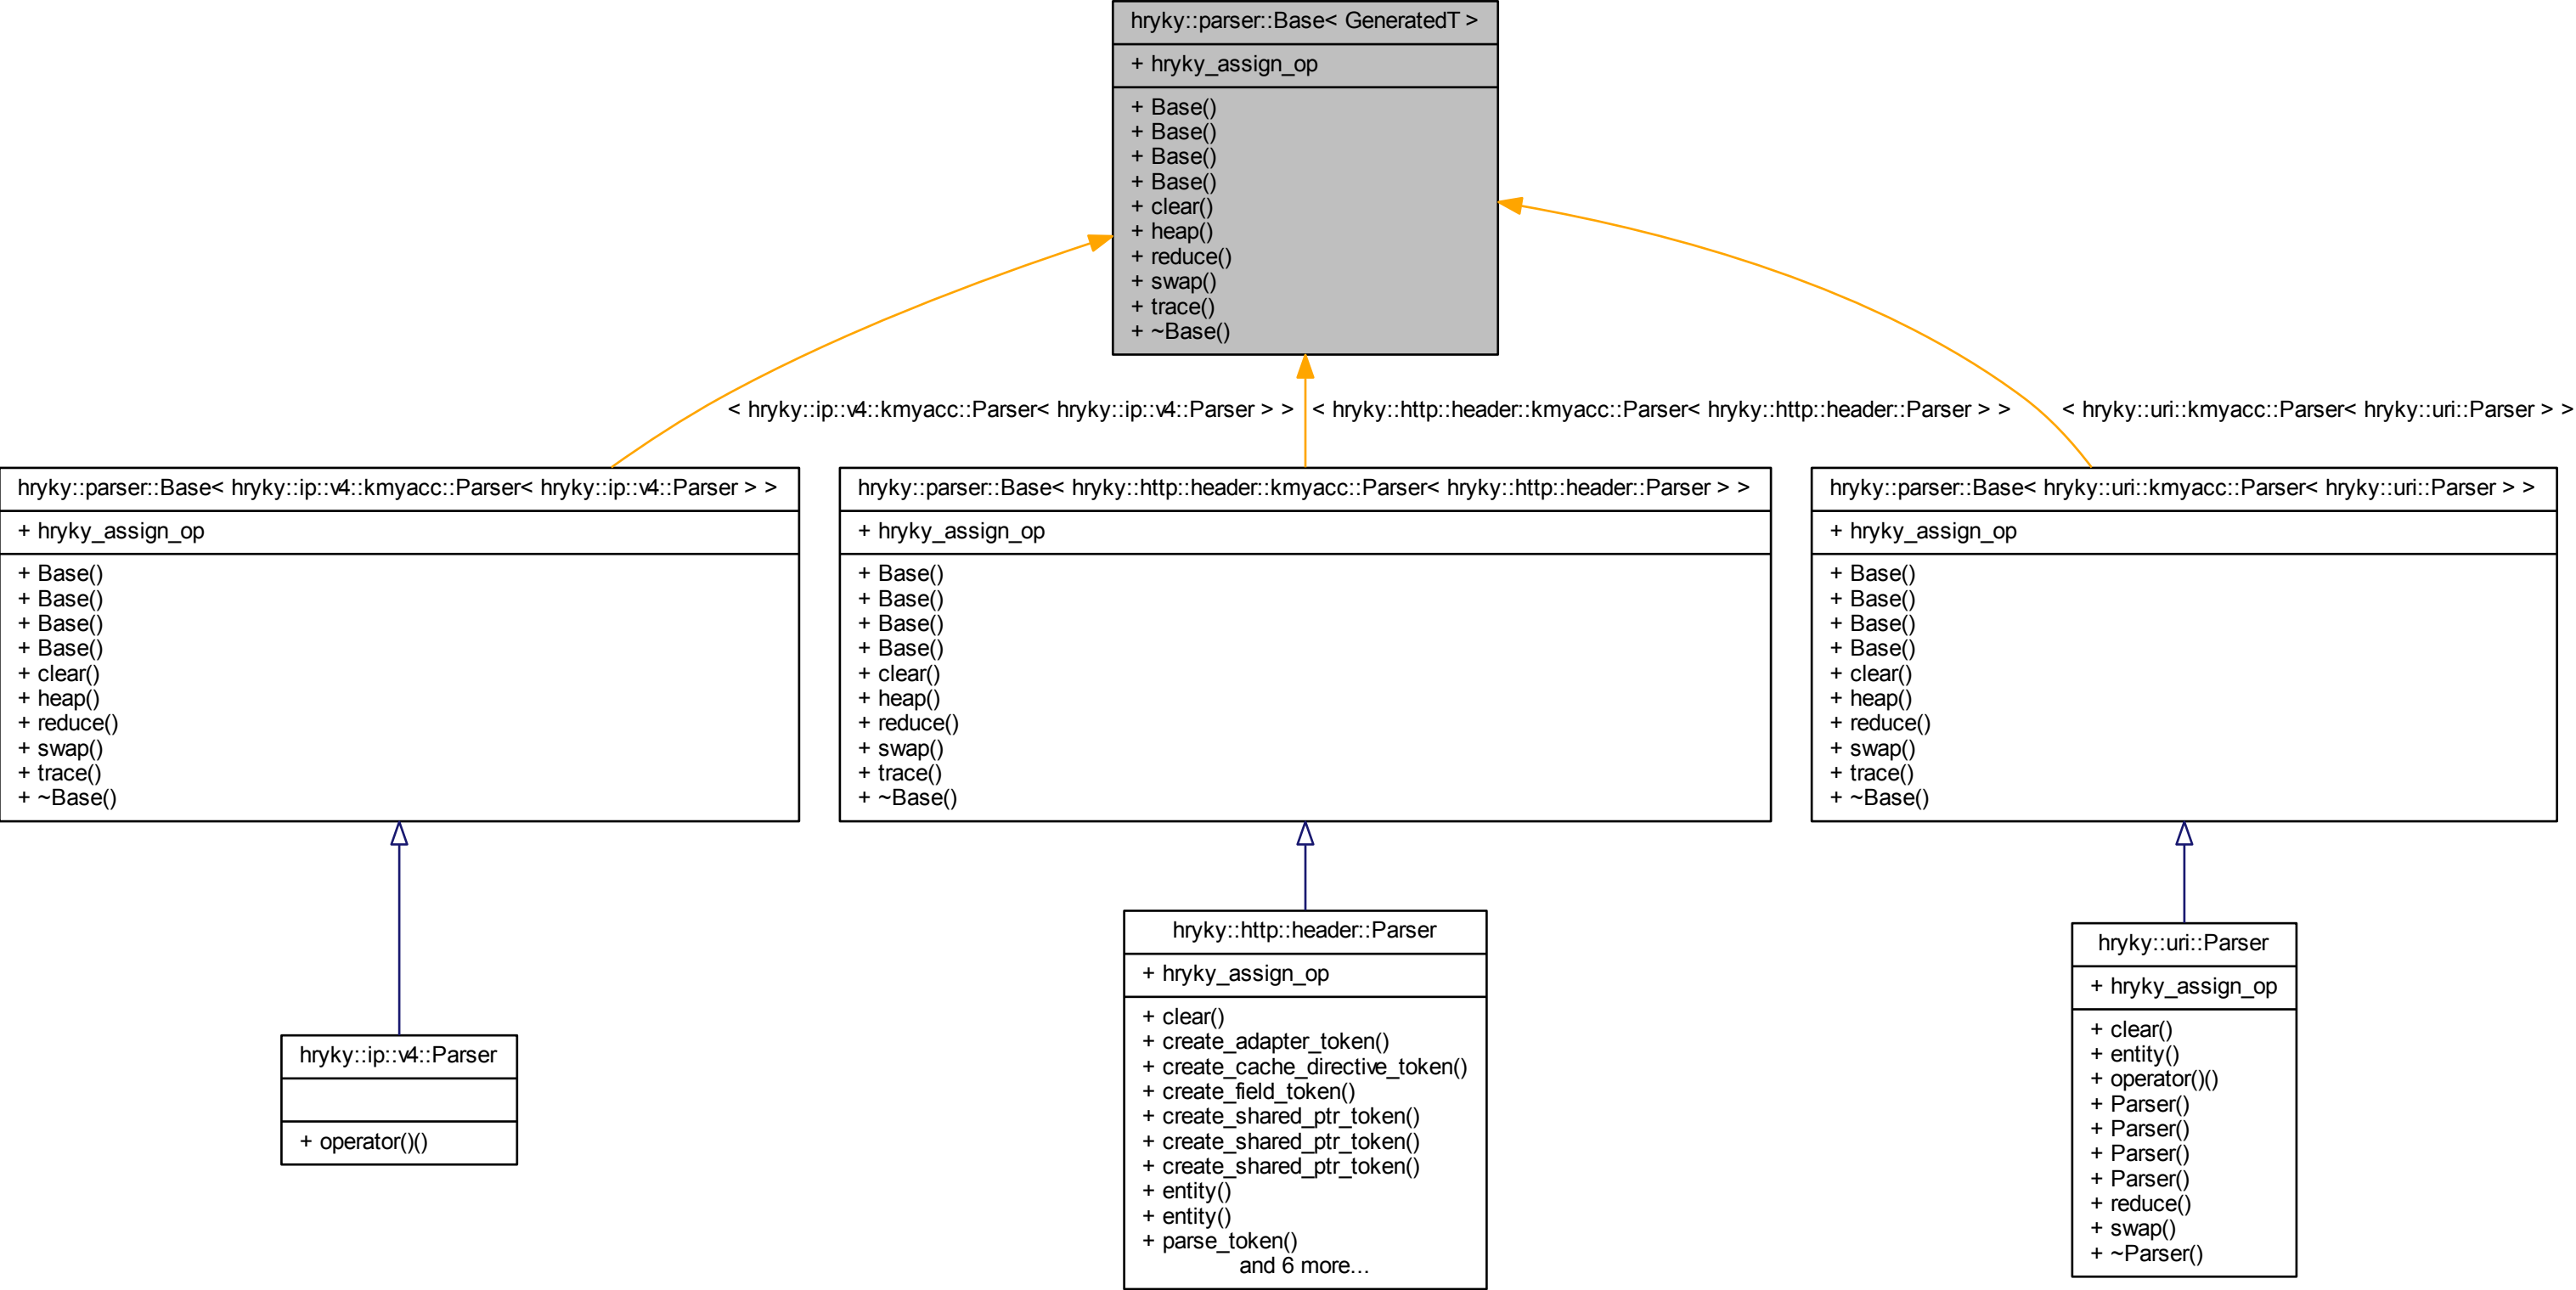 hryky::parser::Base< GeneratedT >
+ hryky_assign_op
+ Base()
+ Base()
+ Base()
+ Base()
+ clear()
+ heap()
+ reduce()
+ swap()
+ trace()
+ ~Base()
< hryky::ip::v4::kmyacc::Parser< hryky::ip::v4::Parser > >
< hryky::http::header::kmyacc::Parser< hryky::http::header::Parser > >
< hryky::uri::kmyacc::Parser< hryky::uri::Parser > >
hryky::parser::Base< hryky::ip::v4::kmyacc::Parser< hryky::ip::v4::Parser > >
+ hryky_assign_op
+ Base()
+ Base()
+ Base()
+ Base()
+ clear()
+ heap()
+ reduce()
+ swap()
+ trace()
+ ~Base()
hryky::parser::Base< hryky::http::header::kmyacc::Parser< hryky::http::header::Parser > >
+ hryky_assign_op
+ Base()
+ Base()
+ Base()
+ Base()
+ clear()
+ heap()
+ reduce()
+ swap()
+ trace()
+ ~Base()
hryky::parser::Base< hryky::uri::kmyacc::Parser< hryky::uri::Parser > >
+ hryky_assign_op
+ Base()
+ Base()
+ Base()
+ Base()
+ clear()
+ heap()
+ reduce()
+ swap()
+ trace()
+ ~Base()
hryky::ip::v4::Parser
+ operator()()
hryky::http::header::Parser
+ hryky_assign_op
+ clear()
+ create_adapter_token()
+ create_cache_directive_token()
+ create_field_token()
+ create_shared_ptr_token()
+ create_shared_ptr_token()
+ create_shared_ptr_token()
+ entity()
+ entity()
+ parse_token()
and 6 more...
hryky::uri::Parser
+ hryky_assign_op
+ clear()
+ entity()
+ operator()()
+ Parser()
+ Parser()
+ Parser()
+ Parser()
+ reduce()
+ swap()
+ ~Parser()